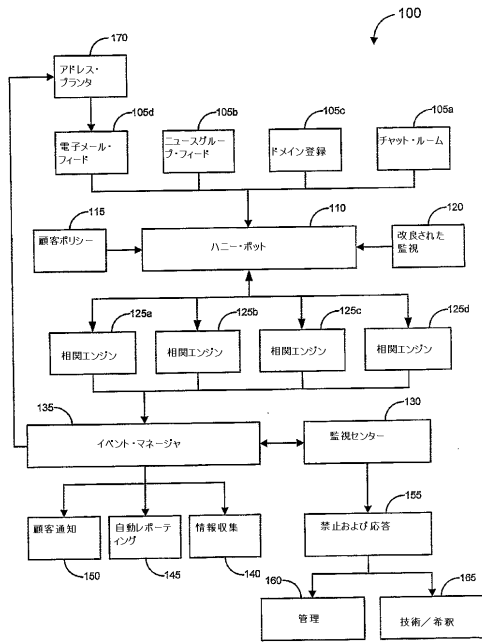 100
170
アドレス・
プランタ
105d
105b
105c
105a
電子メール・
フィード
ニュースグル
ープ・フィード
ドメイン登録
チャット・ルーム
115
110
120
顧客ポリシー
ハニー・ポット
改良された
監視
125a
125b
125c
125d
相関エンジン
相関エンジン
相関エンジン
相関エンジン
135
130
イベント・マネージャ
監視センター
155
顧客通知
自動レポーテ
ィング
情報収集
禁止および応答
150
145
140
160
165
管理
技術/希釈